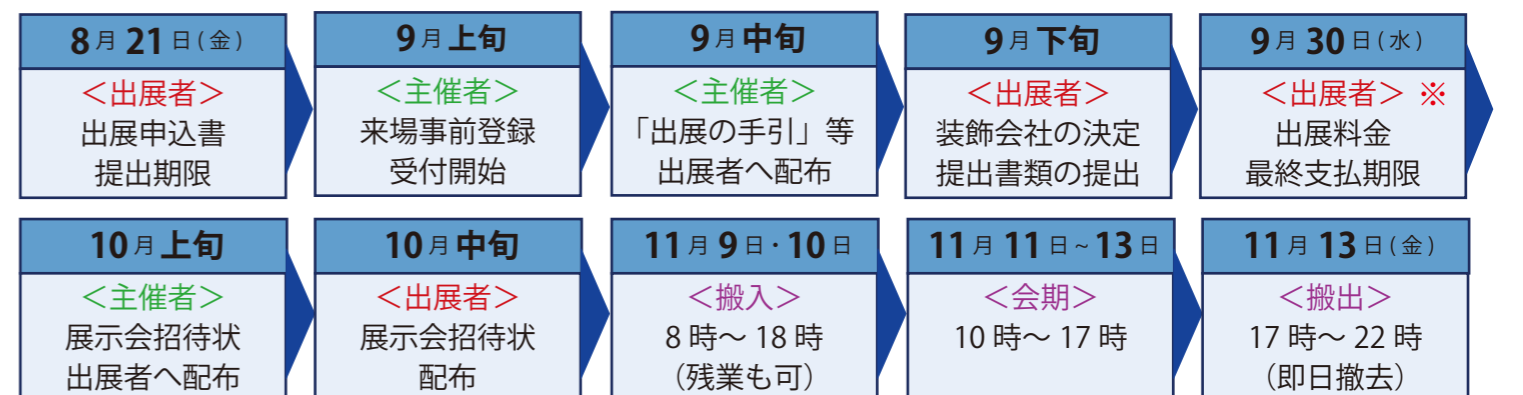 8月21日(金)
＜出展者＞
出展申込書
提出期限
9月上旬
＜主催者＞
来場事前登録
受付開始
9月中旬
＜主催者＞
「出展の手引」等
出展者へ配布
9月下旬
＜出展者＞
装飾会社の決定
提出書類の提出
9月30日(水)
＜出展者＞※
出展料金
最終支払期限
10月上旬
＜主催者＞
展示会招待状
出展者へ配布
10月中旬
＜出展者＞
展示会招待状
配布
11月9日・10日
＜搬入＞
8時～18時
（残業も可）
11月11日~13日
＜会期＞
10時～17時
11月13日(金)
＜搬出＞
17時～22時
（即日撤去）